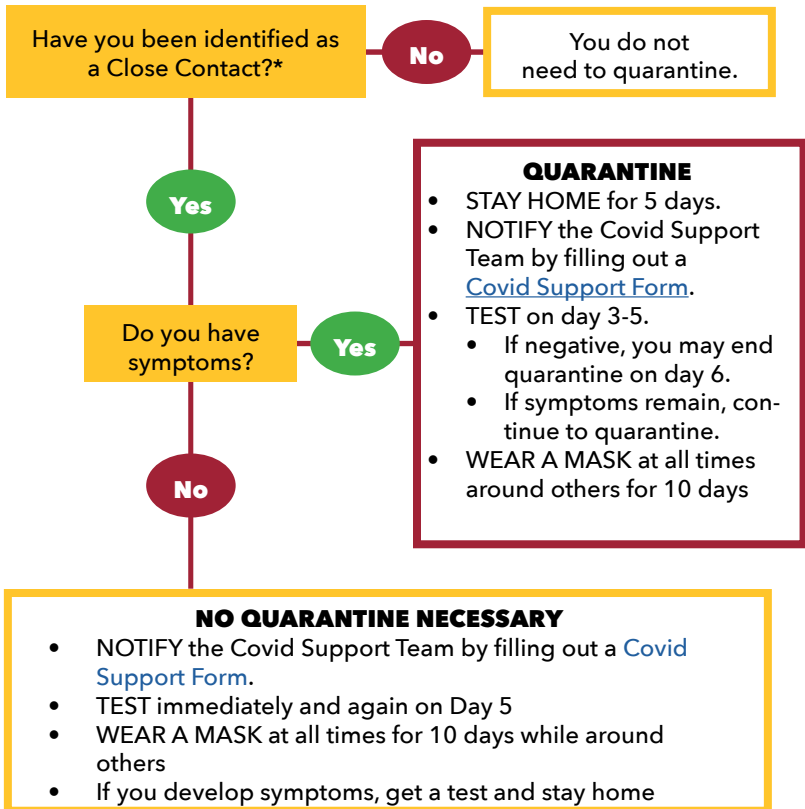 Have you been identified as
a Close Contact?*
No
You do not
need to quarantine.
Yes
QUARANTINE
• STAY HOME for 5 days.
• NOTIFY the Covid Support
Team by filling out a
Covid Support Form.
• TEST on day 3-5.
• If negative, you may end
quarantine on day 6.
• If symptoms remain, con-
tinue to quarantine.
• WEAR A MASK at all times
around others for 10 days
Do you have
symptoms?
Yes
No
NO QUARANTINE NECESSARY
• NOTIFY the Covid Support Team by filling out a Covid
Support Form.
• TEST immediately and again on Day 5
• WEAR A MASK at all times for 10 days while around
others
• If you develop symptoms, get a test and stay home